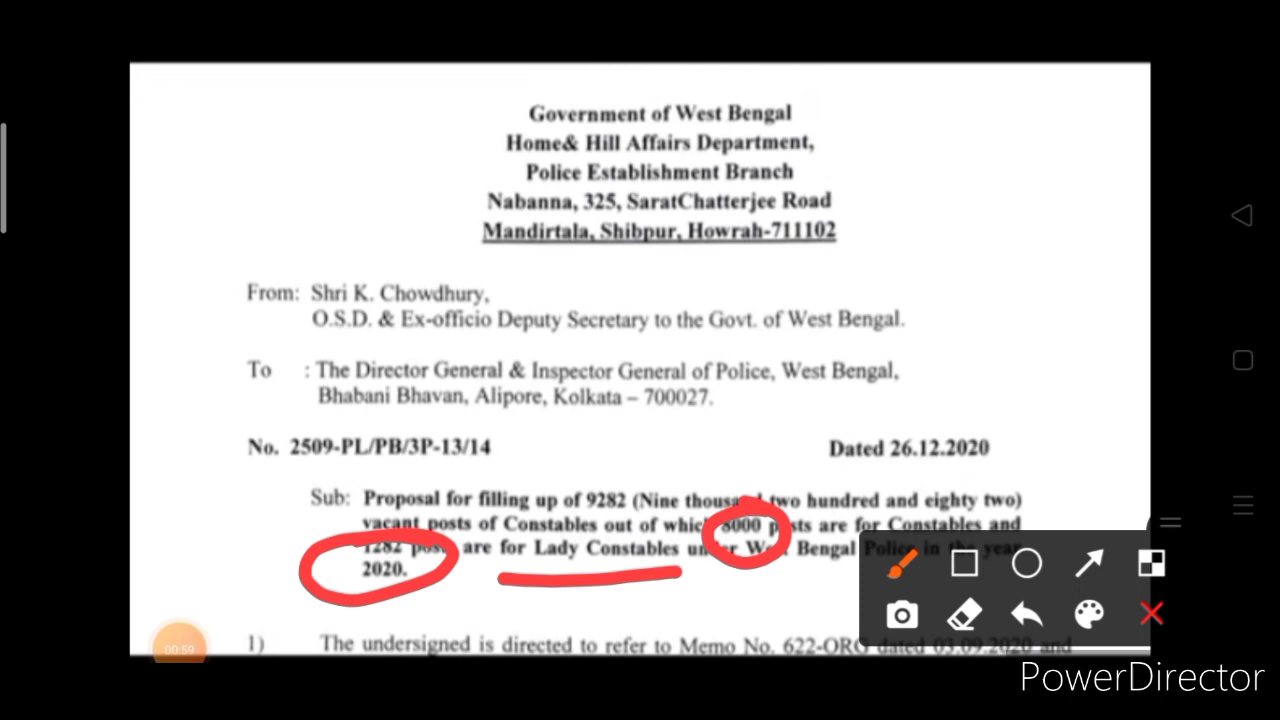 Government of West Bengal
Home& Hill Affairs Department,
Police Establishment Branch
Nabanna, 325, SaratChatterjee Road
Mandirtala, Shibpur, Howrah-711102
From: Shri K. Chowdhury,
O.S.D. & Ex-officio Deputy Secretary to the Govt. of West Bengal.
To : The Director General & Inspector General of Police, West Bengal,
Bhabani Bhavan, Alipore, Kolkata – 700027.
No. 2509-PL/PB/3P-13/14 Dated 26.12.2020
Sub: Proposal for filling up of 9282 (Nine thousand two hundred and eighty two)
vacant posts of Constables out of which 8000 posts are for Constables and
1282 posts are for Lady Constables under West Bengal Police in the year
2020.
1) The undersigned is directed to refer to Memo No. 622-ORG dated 03.09.2020 and
00:59
PowerDirector